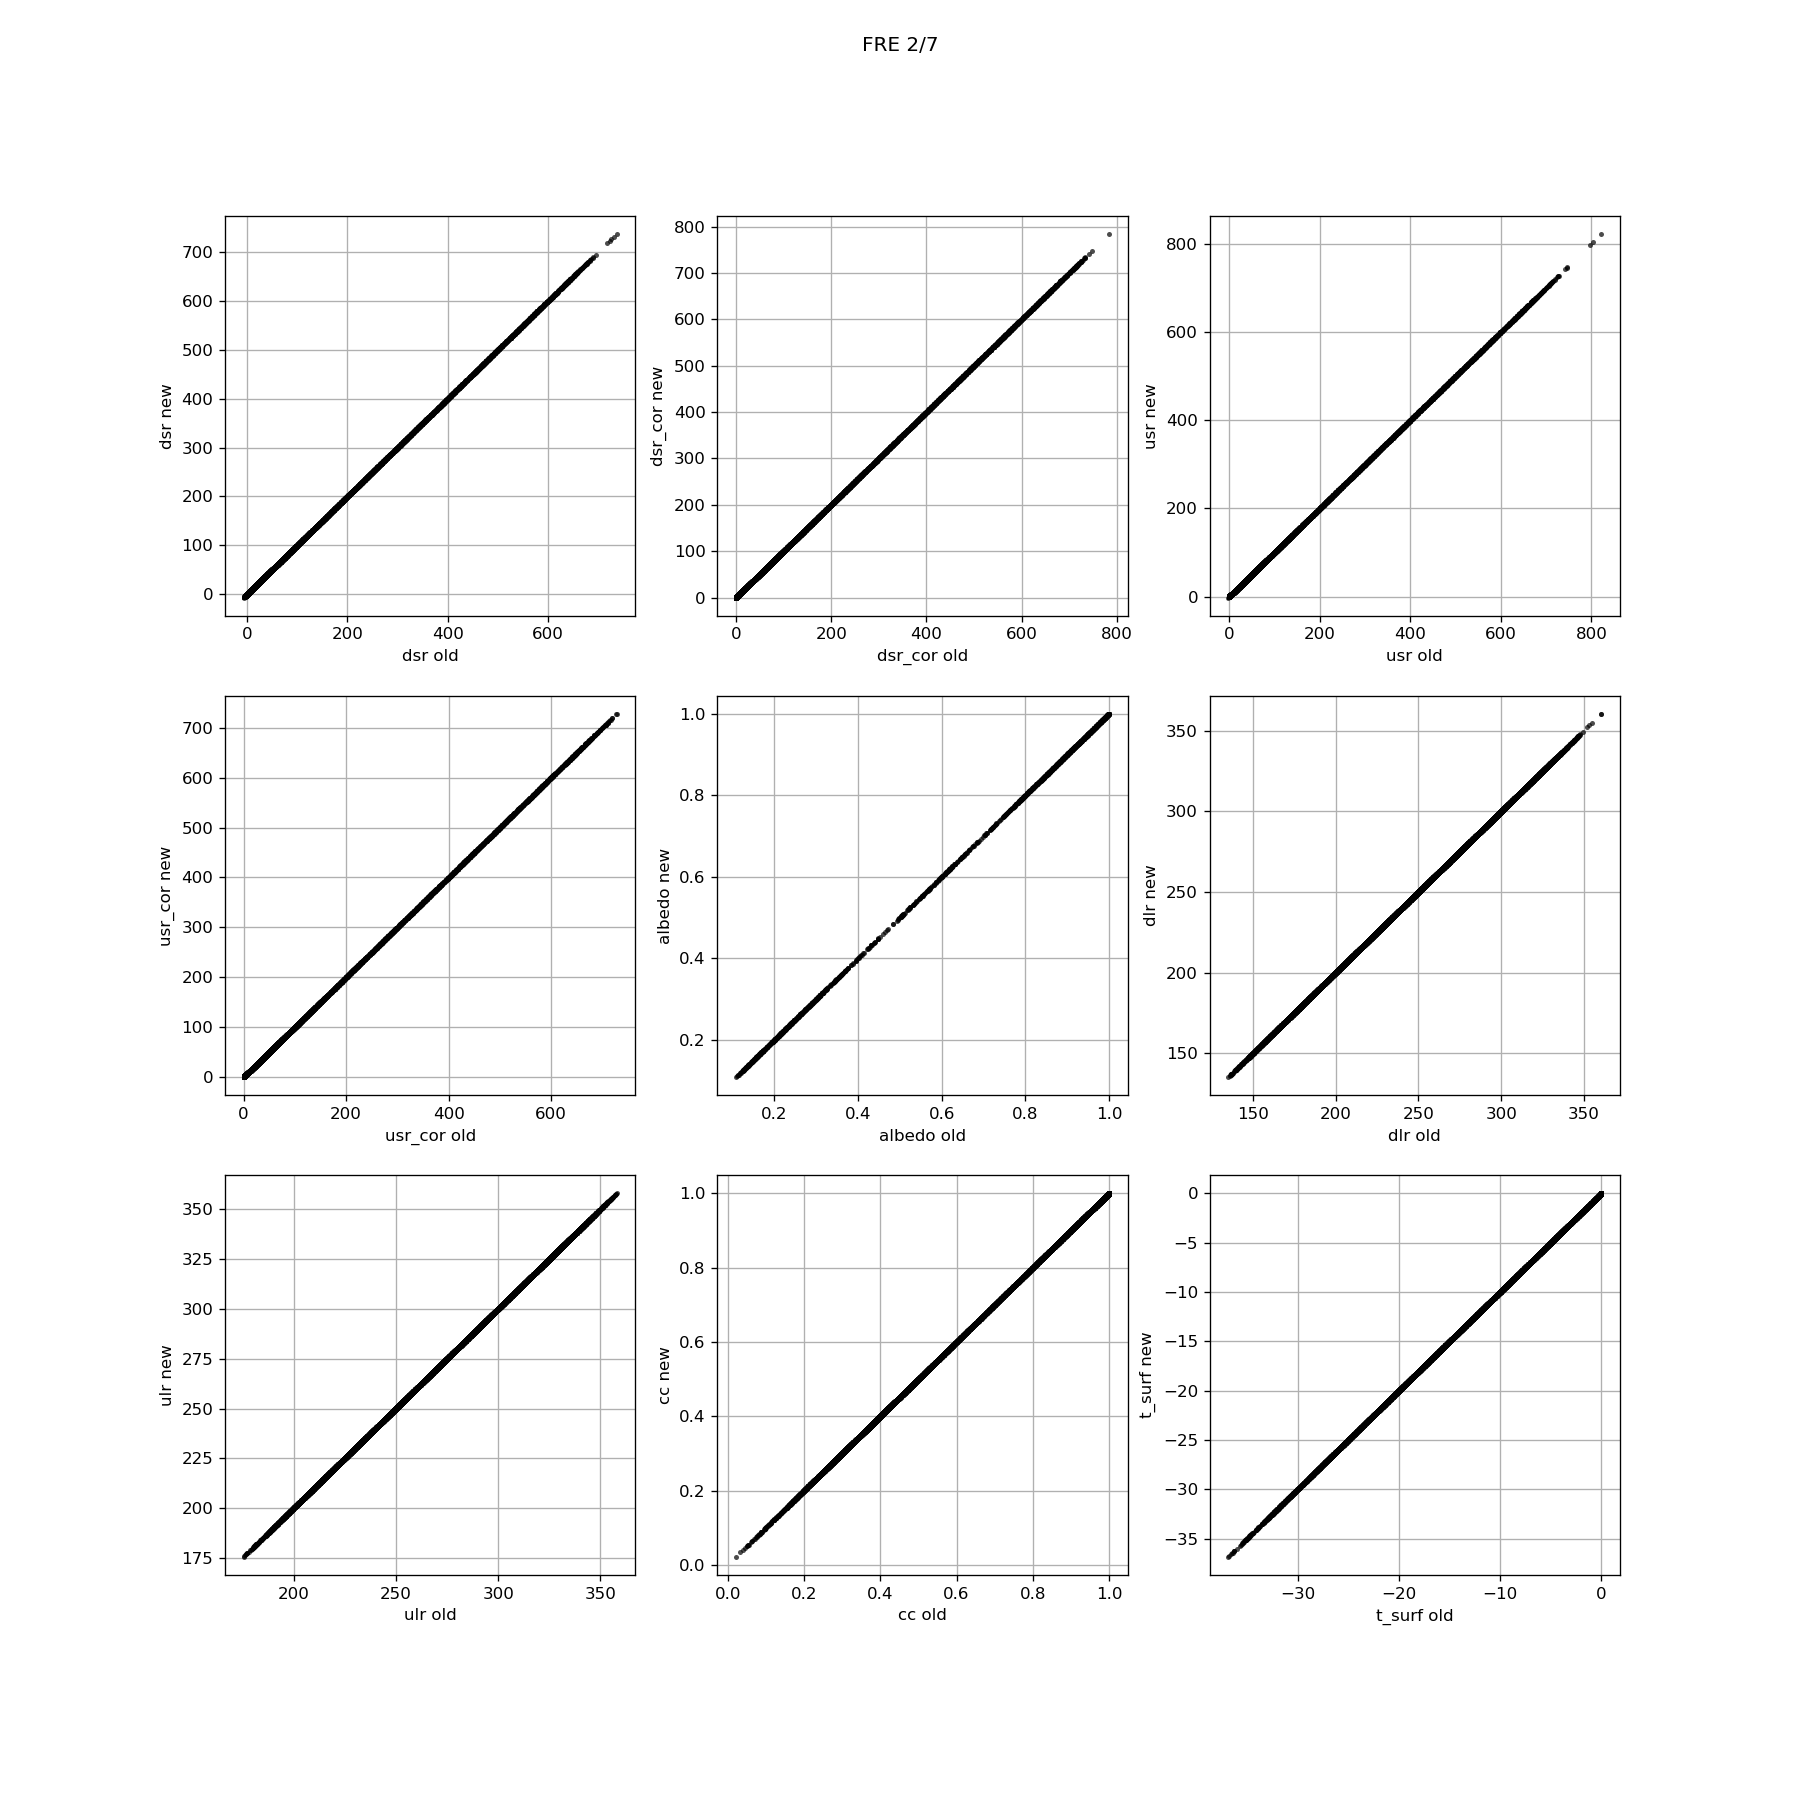 FRE 2/7
700
600
500
400
300
200
100
0
dsr new
0 200 400 600
dsr old
800
700
600
500
400
300
200
100
0
dsr_cor new
0 200 400 600 800
dsr_cor old
800
600
400
200
0
usr new
0 200 400 600 800
usr old
700
600
500
400
300
200
100
0
usr_cor new
0 200 400 600
usr_cor old
1.0
0.8
0.6
0.4
0.2
albedo new
0.2 0.4 0.6 0.8 1.0
albedo old
350
300
250
200
150
dlr new
150 200 250 300 350
dlr old
350
325
300
275
250
225
200
175
ulr new
200 250 300 350
ulr old
1.0
0.8
0.6
0.4
0.2
0.0
cc new
0.0 0.2 0.4 0.6 0.8 1.0
cc old
0
−5
−10
−15
−20
−25
−30
−35
t_surf new
−30 −20 −10 0
t_surf old